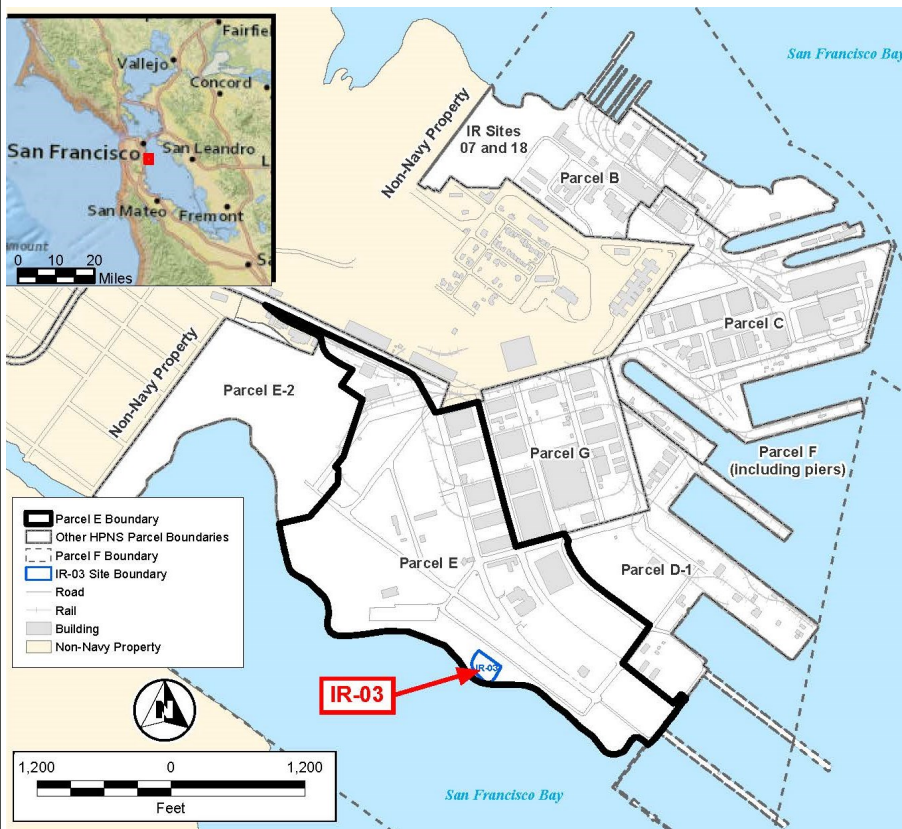 Fairfie
Vallejo
Concord
San Francisco
San Leandro
San Mateo
Fremont
amount
0 10 20
Miles
San Francisco Bay
Non-Navy Property
IR Sites
07 and 18
Parcel B
Parcel C
Non-Navy Property
Parcel E-2
Parcel G
Parcel F
(including piers)
Parcel E
Parcel D-1
Parcel E Boundary
Other HPNS Parcel Boundaries
Parcel F Boundary
IR-03 Site Boundary
Road
Rail
Building
Non-Navy Property
IR-03
IR-03
N
1,200 0 1,200
Feet
San Francisco Bay